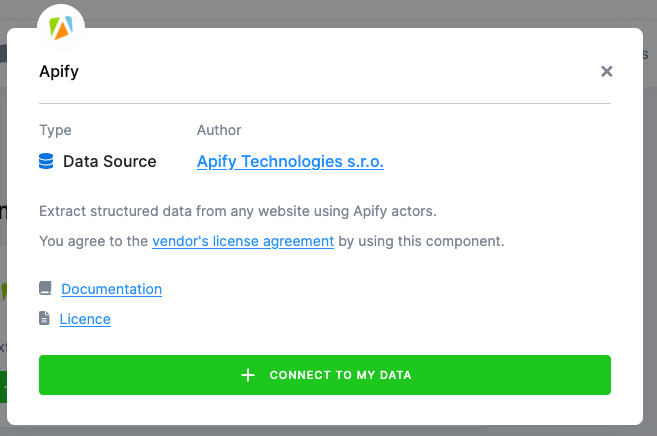 Apify
Type
Author
Data Source
Apify Technologies s.r.o.
Extract structured data from any website using Apify actors.
You agree to the vendor's license agreement by using this component.
Documentation
Licence
CONNECT TO MY DATA